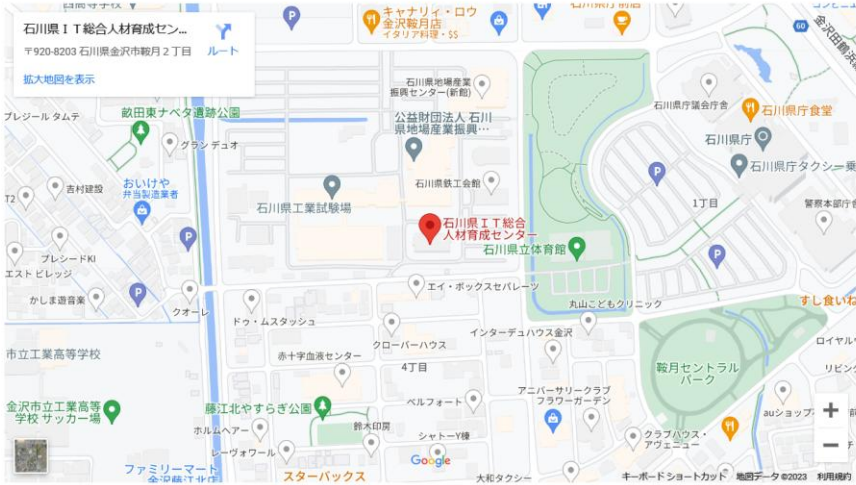 石川県ＩＴ総合人材育成セン...
〒920-8203 石川県金沢市鞍月２丁目
ルート
拡大地図を表示
キャナリィ・ロウ
金沢鞍月店
イタリア料理・$$
60
石川県地場産業
振興センター(新館)
石川県庁議会庁舎
石川県庁食堂
畝田東ナベタ遺跡公園
プレジール タムテ
グラン デュオ
公益財団法人 石川
県地場産業振興…
石川県庁
石川県庁タクシー乗
おいけや
弁当製造業者
T2
吉村建設
石川県鉄工会館
石川県工業試験場
1丁目
石川県ＩＴ総合
人材育成センター
石川県立体育館
プレシードKI
エスト ビレッジ
エイ・ボックスセパレーツ
かしま遊音楽
クオーレ
丸山こどもクリニック
すし食いね
ドゥ・ムスタッシュ
インターデュハウス金沢
クローバーハウス
市立工業高等学校
赤十字血液センター
4丁目
鞍月セントラル
パーク
アニバーサリークラブ
フラワーガーデン
金沢市立工業高等
学校 サッカー場
藤江北やすらぎ公園
ベルフォート
auショップ
ホルムヘアー
鈴木印房
レーヴォワール
シャトーY棟
クラブハウス・
アヴェニュー
ファミリーマート
金沢藤江北店
スターバックス
Google
大和タクシー
キーボード ショートカット
地図データ ©2023
利用規約